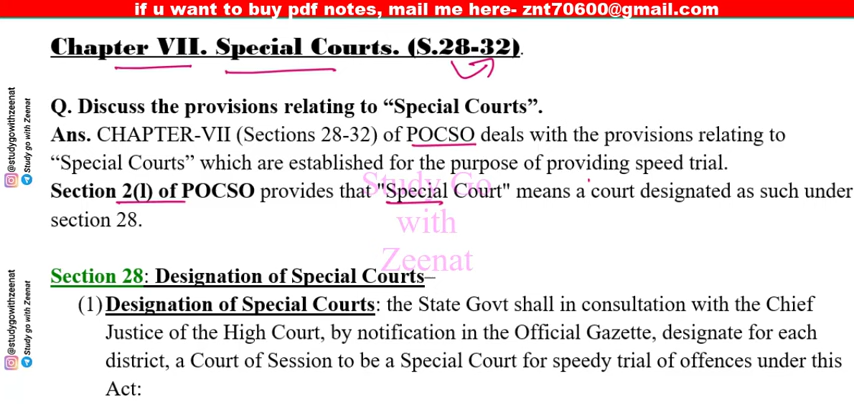 if u want to buy pdf notes, mail me here- znt70600@gmail.com
Chapter VII. Special Courts. (S.28-32).
Q. Discuss the provisions relating to “Special Courts”.
Ans. CHAPTER-VII (Sections 28-32) of POCSO deals with the provisions relating to
“Special Courts” which are established for the purpose of providing speed trial.
Section 2(l) of POCSO provides that "Special Court" means a court designated as such under
section 28.
Study Go
with
Zeenat
Section 28: Designation of Special Courts–
(1) Designation of Special Courts: the State Govt shall in consultation with the Chief
Justice of the High Court, by notification in the Official Gazette, designate for each
district, a Court of Session to be a Special Court for speedy trial of offences under this
Act:
@studygowithzeenat
Study go with Zeenat
@studygowithzeenat
Study go with Zeenat